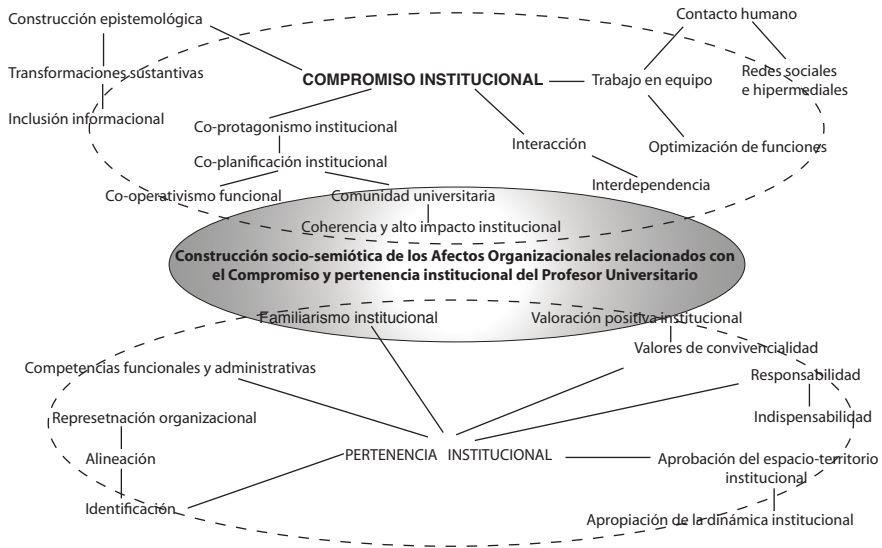 Construcción epistemológica
Contacto humano
Transformaciones sustantivas
COMPROMISO INSTITUCIONAL
Trabajo en equipo
Redes sociales
e hipermediales
Inclusión informacional
Co-protagonismo institucional
Interacción
Optimización de funciones
Co-planificación institucional
Co-operativismo funcional
Comunidad universitaria
Interdependencia
Coherencia y alto impacto institucional
Construcción socio-semiótica de los Afectos Organizacionales relacionados con
el Compromiso y pertenencia institucional del Profesor Universitario
Familiarismo institucional
Valoración positiva institucional
Valores de convivencialidad
Competencias funcionales y administrativas
Responsabilidad
Represetnación organizacional
Indispensabilidad
Alineación
PERTENENCIA INSTITUCIONAL
Aprobación del espacio-territorio
institucional
Identificación
Apropiación de la dinámica institucional